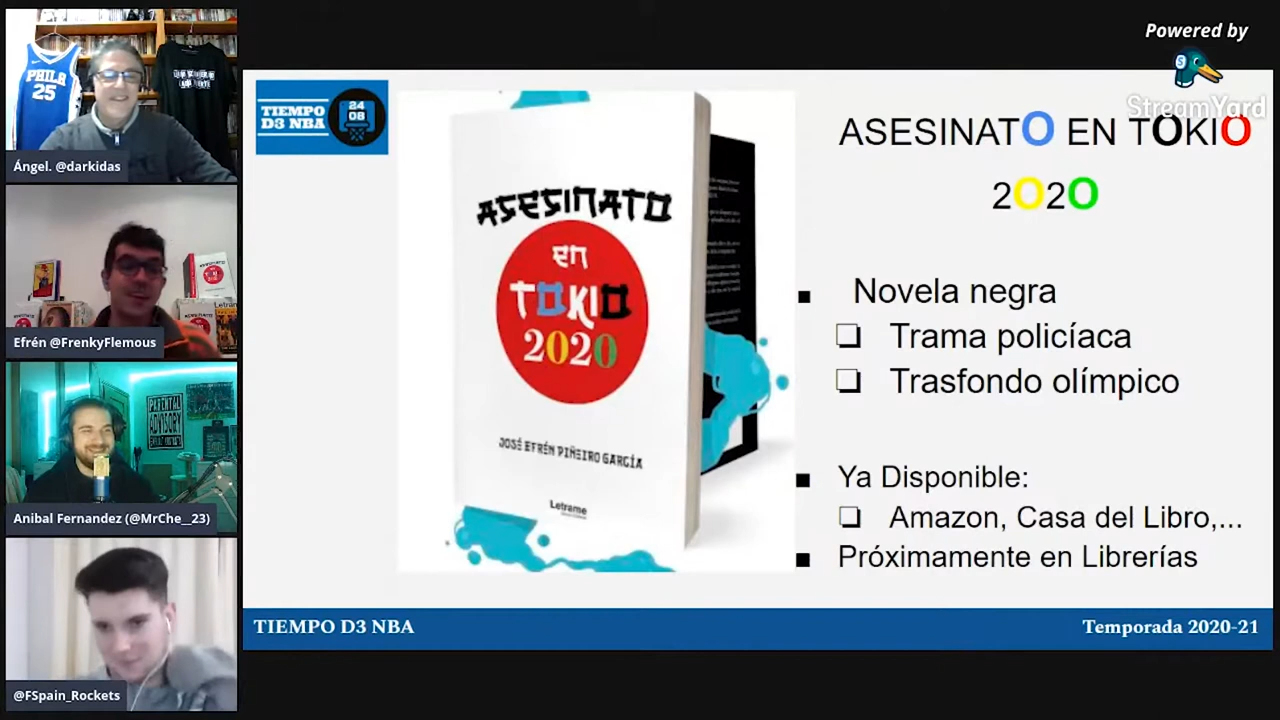 PHILA
25
Ángel. @darkidas
Efrén @FrenkyFlemous
PARENTAL
ADVISORY
Anibal Fernandez (@MrChe__23)
@FSpain_Rockets
TIEMPO
D3 NBA
24
08
ASESINATO
en
TOKIO
2020
JOSÉ EFRÉN PIÑEIRO GARCÍA
Letrame
Powered by
StreamYard
ASESINATO EN TOKIO
2020
Novela negra
Trama policíaca
Trasfondo olímpico
Ya Disponible:
Amazon, Casa del Libro,...
Próximamente en Librerías
TIEMPO D3 NBA
Temporada 2020-21